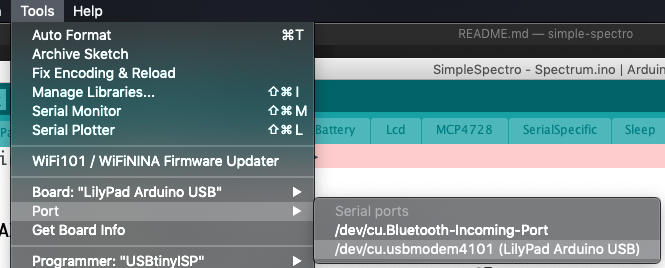 Tools Help
README.md — simple-spectro
SimpleSpectro - Spectrum.ino | Arduin
Auto Format ⌘T
Archive Sketch
Fix Encoding & Reload
Manage Libraries... ⇧⌘I
Serial Monitor ⇧⌘M
Serial Plotter ⇧⌘L
Battery Lcd MCP4728 SerialSpecific Sleep
WiFi101 / WiFiNINA Firmware Updater
Board: "LilyPad Arduino USB"
Port
Serial ports
Get Board Info
/dev/cu.Bluetooth-Incoming-Port
/dev/cu.usbmodem4101 (LilyPad Arduino USB)
Programmer: "USBtinyISP"